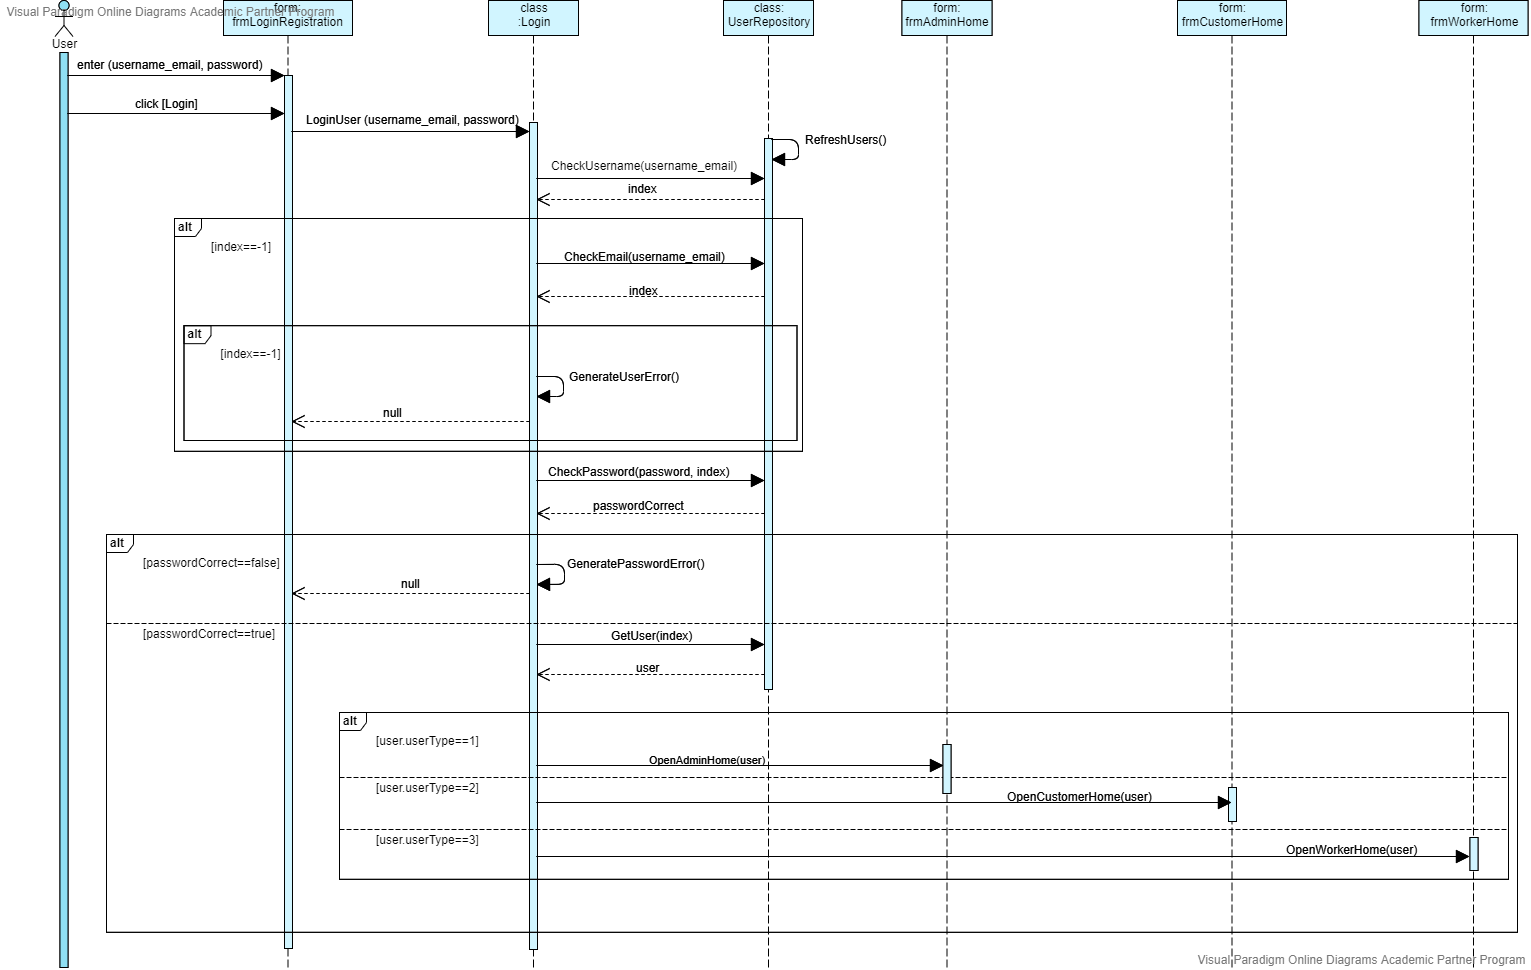 Visual Paradigm Online Diagrams Academic Partner Program
User
form:
frmLoginRegistration
class
:Login
class:
UserRepository
form:
frmAdminHome
form:
frmCustomerHome
form:
frmWorkerHome
enter (username_email, password)
click [Login]
LoginUser (username_email, password)
RefreshUsers()
CheckUsername(username_email)
index
alt
[index==-1]
CheckEmail(username_email)
index
alt
[index==-1]
GenerateUserError()
null
CheckPassword(password, index)
passwordCorrect
alt
[passwordCorrect==false]
GeneratePasswordError()
null
[passwordCorrect==true]
GetUser(index)
user
alt
[user.userType==1]
OpenAdminHome(user)
[user.userType==2]
OpenCustomerHome(user)
[user.userType==3]
OpenWorkerHome(user)
Visual Paradigm Online Diagrams Academic Partner Program